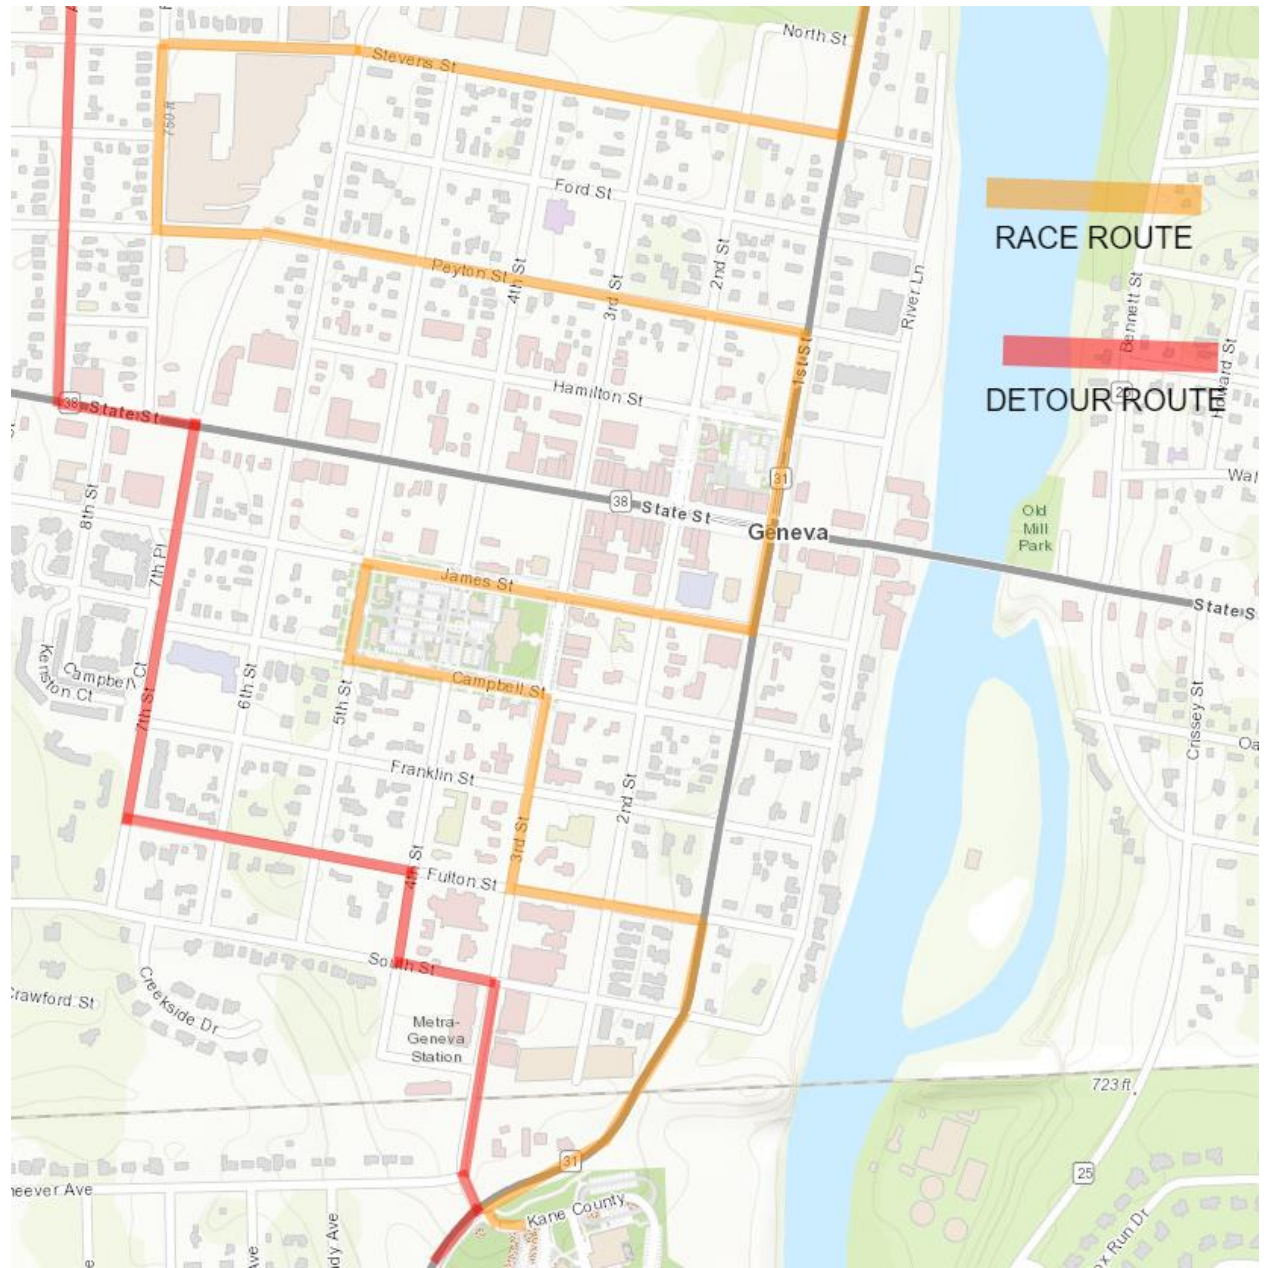 North St
Stevens St
750 ft
Ford St
RACE ROUTE
2nd St
Peyton St
4th St
3rd St
River Ln
Bennett St
1st St
Howard St
Hamilton St
DETOUR ROUTE
38
State St
31
38
State St
Geneva
8th St
Old
Mill
Park
7th Pl
James St
State S
Kenston Ct
Campbell Ct
6th St
Campbell St
5th St
7th St
Crissey St
Franklin St
2nd St
3rd St
4th St
Fulton St
South St
Crawford St
Creekside Dr
Metra-
Geneva
Station
723 ft
31
25
Kane County
Ave